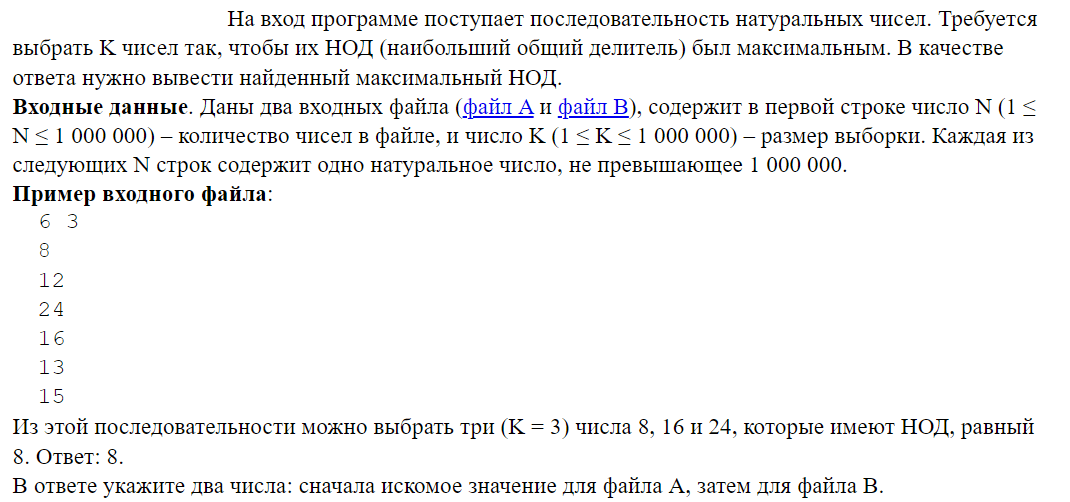 На вход программе поступает последовательность натуральных чисел. Требуется
выбрать K чисел так, чтобы их НОД (наибольший общий делитель) был максимальным. В качестве
ответа нужно вывести найденный максимальный НОД.
Входные данные. Даны два входных файла (файл A и файл B), содержит в первой строке число N (1 ≤
N ≤ 1 000 000) – количество чисел в файле, и число K (1 ≤ K ≤ 1 000 000) – размер выборки. Каждая из
следующих N строк содержит одно натуральное число, не превышающее 1 000 000.
Пример входного файла:
6 3
8
12
24
16
13
15
Из этой последовательности можно выбрать три (K = 3) числа 8, 16 и 24, которые имеют НОД, равный
8. Ответ: 8.
В ответе укажите два числа: сначала искомое значение для файла А, затем для файла B.